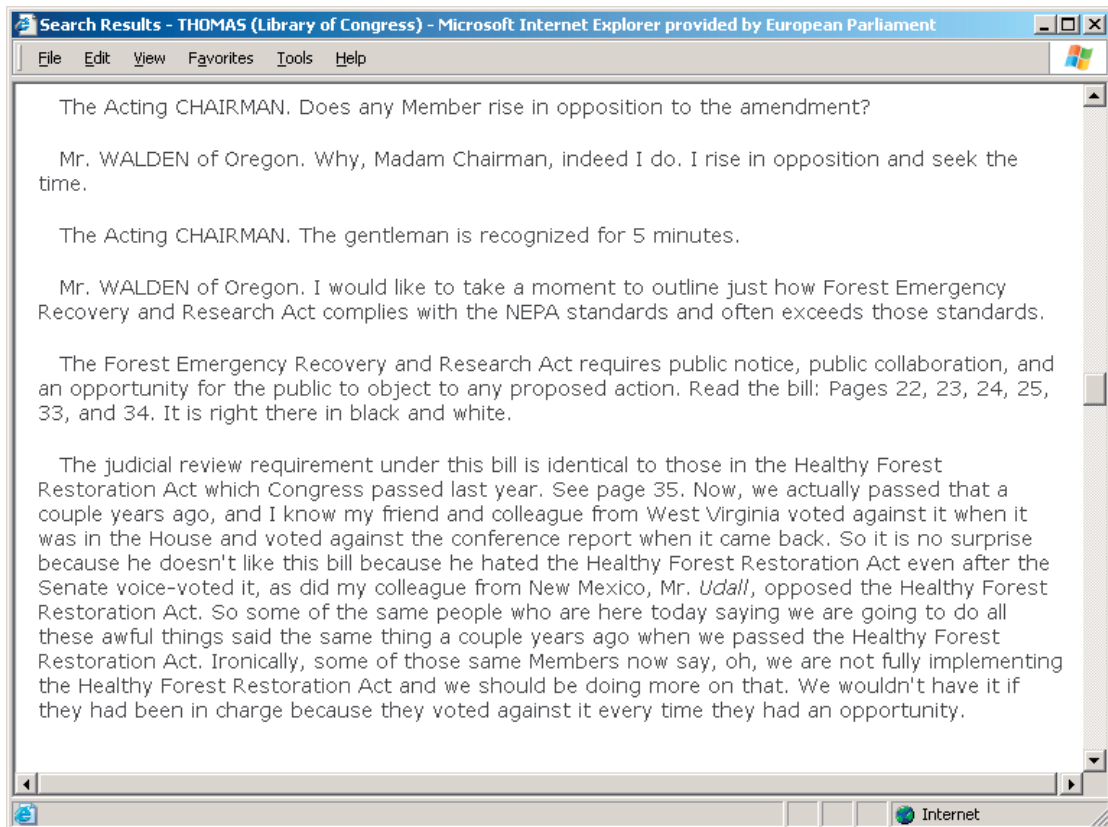 Search Results - THOMAS (Library of Congress) - Microsoft Internet Explorer provided by European Parliament
File Edit View Favorites Tools Help
The Acting CHAIRMAN. Does any Member rise in opposition to the amendment?
Mr. WALDEN of Oregon. Why, Madam Chairman, indeed I do. I rise in opposition and seek the
time.
The Acting CHAIRMAN. The gentleman is recognized for 5 minutes.
Mr. WALDEN of Oregon. I would like to take a moment to outline just how Forest Emergency
Recovery and Research Act complies with the NEPA standards and often exceeds those standards.
The Forest Emergency Recovery and Research Act requires public notice, public collaboration, and
an opportunity for the public to object to any proposed action. Read the bill: Pages 22, 23, 24, 25,
33, and 34. It is right there in black and white.
The judicial review requirement under this bill is identical to those in the Healthy Forest
Restoration Act which Congress passed last year. See page 35. Now, we actually passed that a
couple years ago, and I know my friend and colleague from West Virginia voted against it when it
was in the House and voted against the conference report when it came back. So it is no surprise
because he doesn't like this bill because he hated the Healthy Forest Restoration Act even after the
Senate voice-voted it, as did my colleague from New Mexico, Mr. Udall, opposed the Healthy Forest
Restoration Act. So some of the same people who are here today saying we are going to do all
these awful things said the same thing a couple years ago when we passed the Healthy Forest
Restoration Act. Ironically, some of those same Members now say, oh, we are not fully implementing
the Healthy Forest Restoration Act and we should be doing more on that. We wouldn't have it if
they had been in charge because they voted against it every time they had an opportunity.
Internet